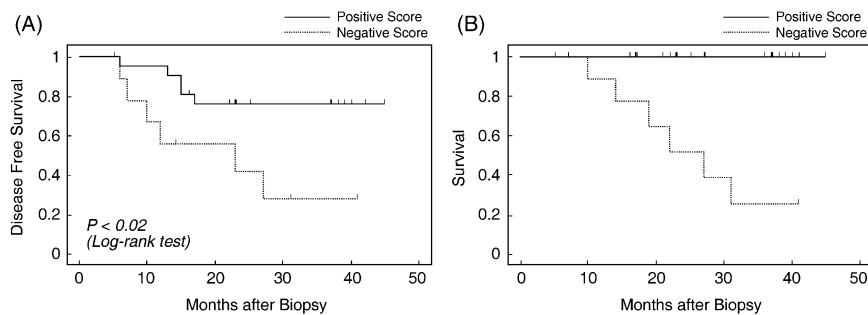 (A)
Positive Score
Negative Score
Disease Free Survival
1
0.8
0.6
0.4
0.2
0
P < 0.02
(Log-rank test)
0 10 20 30 40 50
Months after Biopsy
(B)
Positive Score
Negative Score
Survival
1
0.8
0.6
0.4
0.2
0
0 10 20 30 40 50
Months after Biopsy